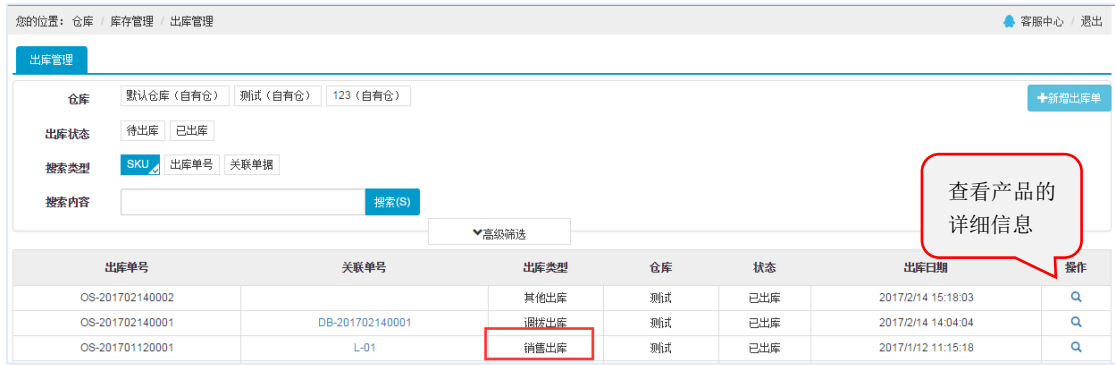 您的位置：仓库 / 库存管理 / 出库管理 客服中心 / 退出
出库管理
仓库 默认仓库（自有仓） 测试（自有仓） 123（自有仓） 新增出库单
出库状态 待出库 已出库
搜索类型 SKU 出库单号 关联单据
搜索内容 搜索(S)
查看产品的
详细信息
高级筛选
出库单号 关联单号 出库类型 仓库 状态 出库日期 操作
OS-201702140002 其他出库 测试 已出库 2017/2/14 15:18:03
OS-201702140001 DB-201702140001 调拨出库 测试 已出库 2017/2/14 14:04:04
OS-201701120001 L-01 销售出库 测试 已出库 2017/1/12 11:15:18